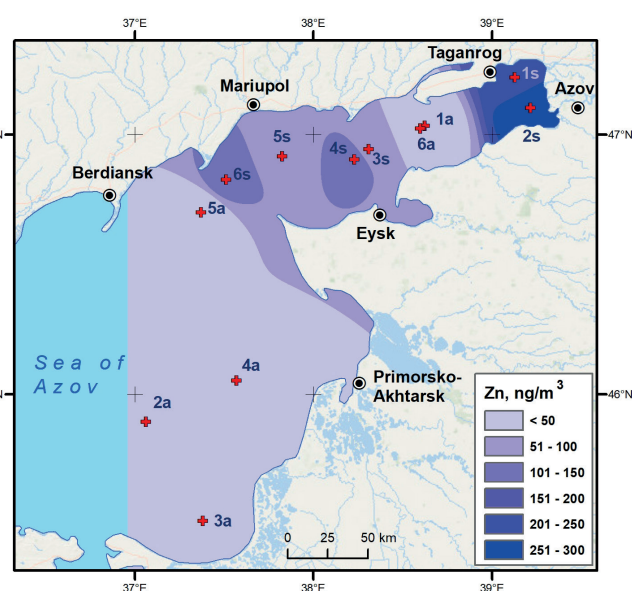 37°E 38°E 39°E
Taganrog
1s
Mariupol
Azov
1a
47°N
5s
4s
3s
6a
2s
Berdiansk
6s
5a
Eysk
Sea of
Azov
4a
2a
Primorsko-
Akhtarsk
46°N
3a
Zn, ng/m³
< 50
51 - 100
101 - 150
151 - 200
201 - 250
251 - 300
0 25 50 km
37°E 38°E 39°E